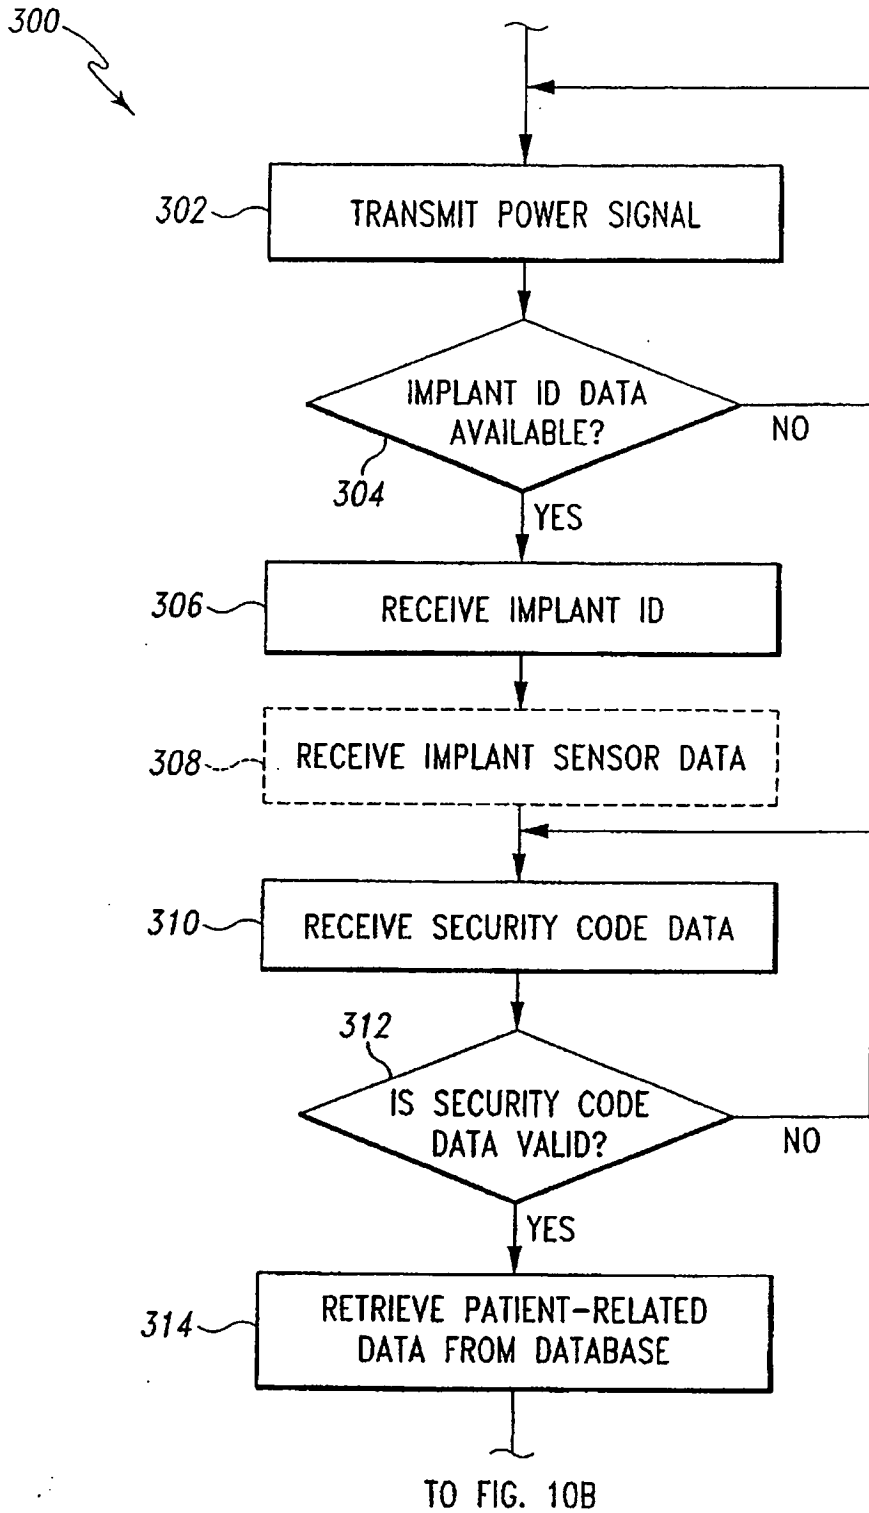 300
302
TRANSMIT POWER SIGNAL
IMPLANT ID DATA
AVAILABLE?
NO
304
YES
306
RECEIVE IMPLANT ID
308
RECEIVE IMPLANT SENSOR DATA
310
RECEIVE SECURITY CODE DATA
312
IS SECURITY CODE
DATA VALID?
NO
YES
314
RETRIEVE PATIENT-RELATED
DATA FROM DATABASE
TO FIG. 10B